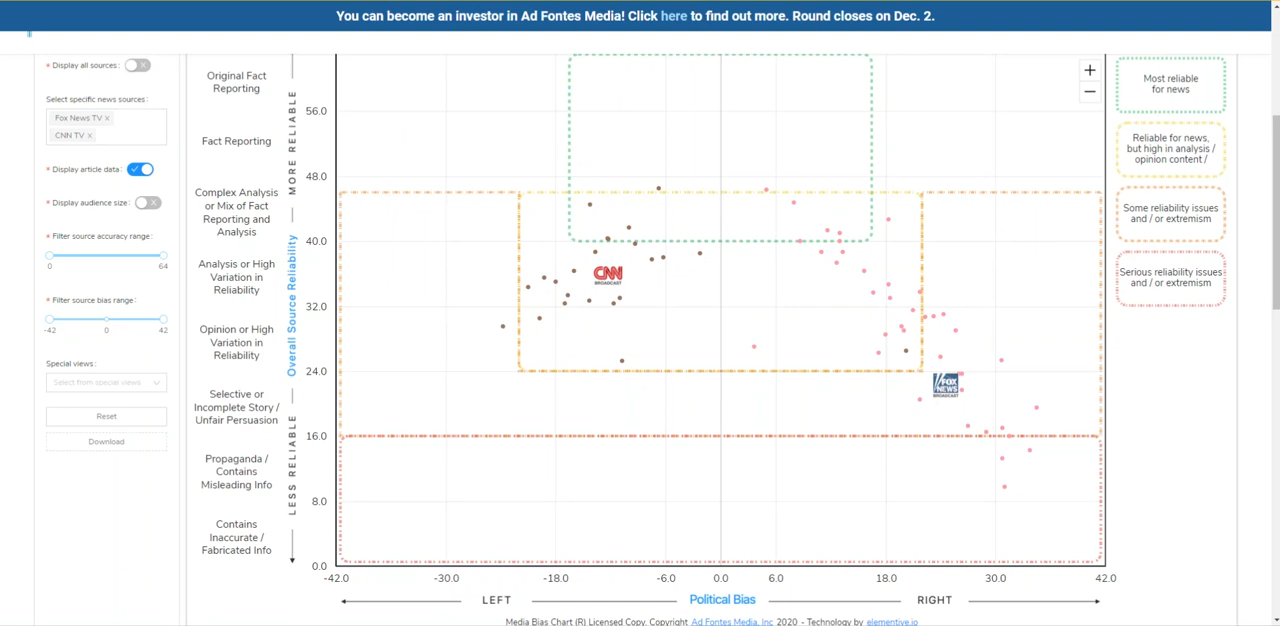 You can become an investor in Ad Fontes Media! Click here to find out more. Round closes on Dec. 2.
* Display all sources:
Select specific news sources:
Fox News TV ×
CNN TV ×
* Display article data:
* Display audience size:
* Filter source accuracy range:
0 64
* Filter source bias range:
-42 0 42
Special views:
Select from special views
Reset
Download
Original Fact
Reporting
Fact Reporting
Complex Analysis
or Mix of Fact
Reporting and
Analysis
Analysis or High
Variation in
Reliability
Opinion or High
Variation in
Reliability
Selective or
Incomplete Story /
Unfair Persuasion
Propaganda /
Contains
Misleading Info
Contains
Inaccurate /
Fabricated Info
MORE RELIABLE
Overall Source Reliability
LESS RELIABLE
56.0
48.0
40.0
32.0
24.0
16.0
8.0
0.0
CNN
BROADCAST
FOX
NEWS
BROADCAST
+
−
Most reliable
for news
Reliable for news,
but high in analysis /
opinion content /
Some reliability issues
and / or extremism
Serious reliability issues
and / or extremism
-42.0 -30.0 -18.0 -6.0 0.0 6.0 18.0 30.0 42.0
LEFT Political Bias RIGHT
Media Bias Chart (R) Licensed Copy. Copyright Ad Fontes Media, Inc 2020 - Technology by elementive.io